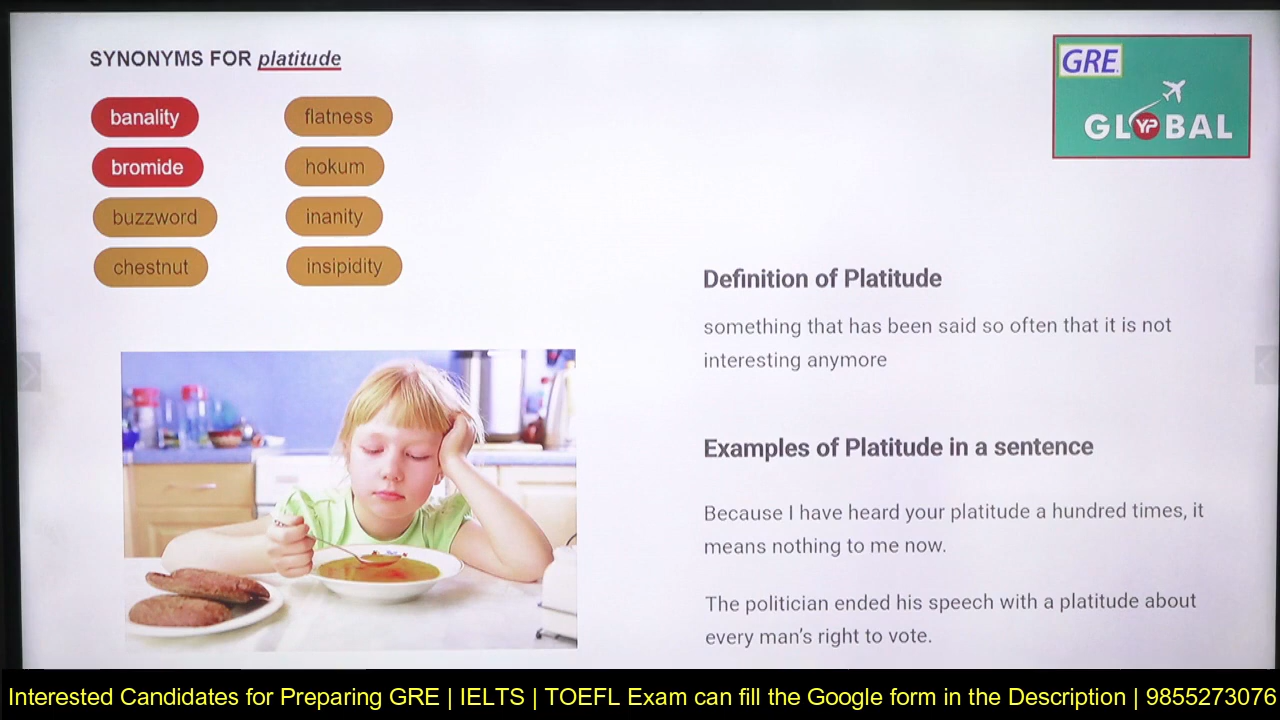 SYNONYMS FOR platitude
banality
flatness
bromide
hokum
buzzword
inanity
chestnut
insipidity
GRE
GLYPBAL
Definition of Platitude
something that has been said so often that it is not
interesting anymore
Examples of Platitude in a sentence
Because I have heard your platitude a hundred times, it
means nothing to me now.
The politician ended his speech with a platitude about
every man's right to vote.
Interested Candidates for Preparing GRE | IELTS | TOEFL Exam can fill the Google form in the Description | 9855273076